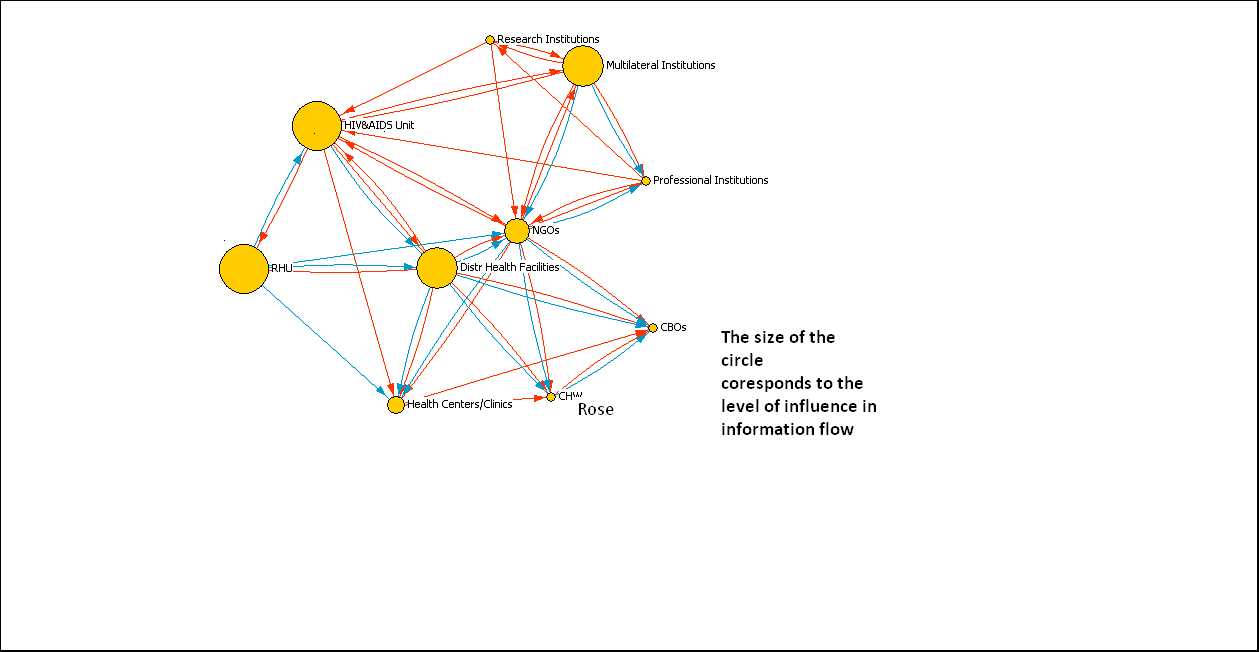 Research Institutions
Multilateral Institutions
HIV&AIDS Unit
Professional Institutions
NGOs
RHU
Distr Health Facilities
CBOs
The size of the
circle
coresponds to the
level of influence in
information flow
CHW
Health Centers/Clinics
Rose